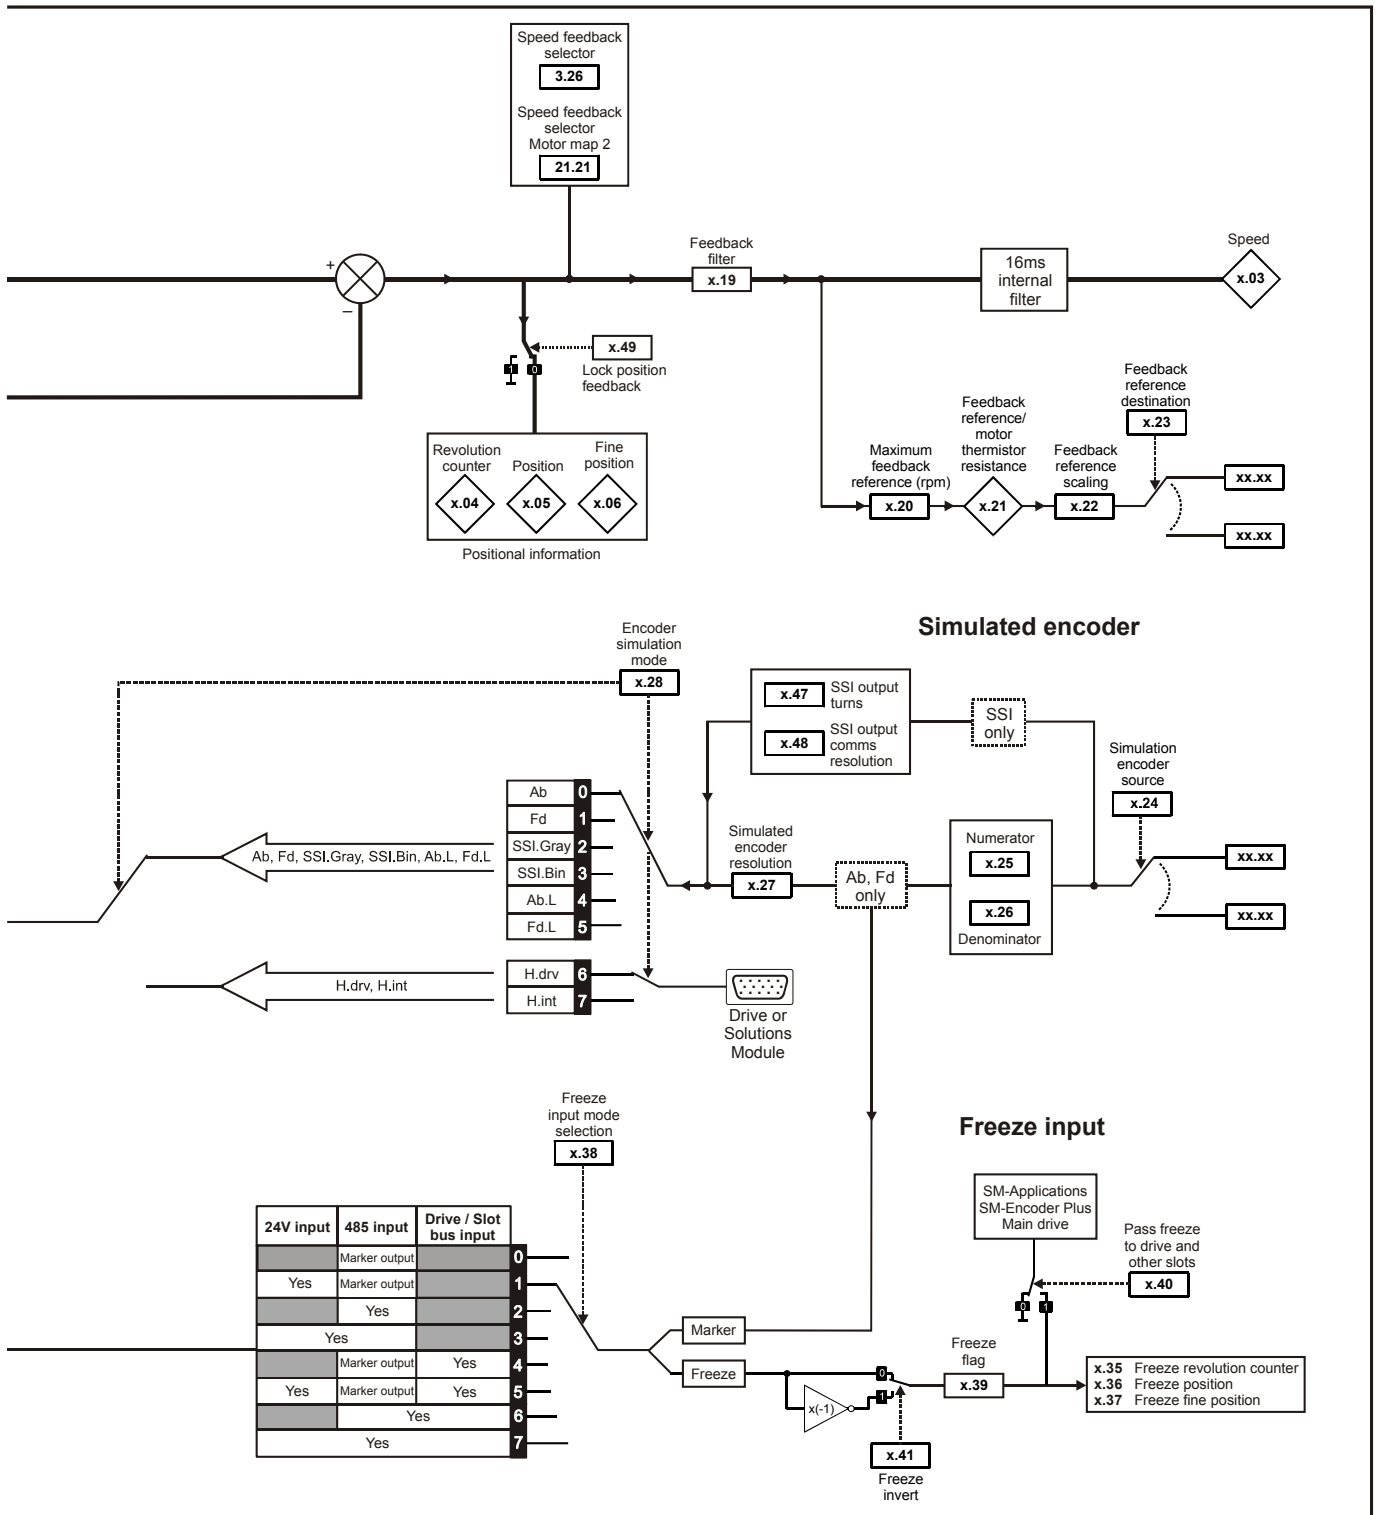 Speed feedback
selector
3.26
Speed feedback
selector
Motor map 2
21.21
+
−
Feedback
filter
x.19
16ms
internal
filter
Speed
x.03
x.49
Lock position
feedback
1
0
Revolution
counter
x.04
Position
x.05
Fine
position
x.06
Positional information
Maximum
feedback
reference (rpm)
x.20
Feedback
reference/
motor
thermistor
resistance
x.21
Feedback
reference
scaling
x.22
Feedback
reference
destination
x.23
xx.xx
xx.xx
Simulated encoder
Encoder
simulation
mode
x.28
x.47
SSI output
turns
x.48
SSI output
comms
resolution
SSI
only
Simulation
encoder
source
x.24
Ab 0
Fd 1
SSI.Gray 2
SSI.Bin 3
Ab.L 4
Fd.L 5
Ab, Fd, SSI.Gray, SSI.Bin, Ab.L, Fd.L
Simulated
encoder
resolution
x.27
Ab, Fd
only
Numerator
x.25
x.26
Denominator
xx.xx
xx.xx
H.drv 6
H.int 7
H.drv, H.int
Drive or
Solutions
Module
Freeze
input mode
selection
x.38
Freeze input
24V input 485 input Drive / Slot
bus input
Marker output 0
Yes Marker output 1
Yes 2
Yes 3
Marker output Yes 4
Yes Marker output Yes 5
Yes 6
Yes 7
Marker
Freeze
x(-1)
0
1
x.41
Freeze
invert
Freeze
flag
x.39
SM-Applications
SM-Encoder Plus
Main drive
0
1
Pass freeze
to drive and
other slots
x.40
x.35 Freeze revolution counter
x.36 Freeze position
x.37 Freeze fine position